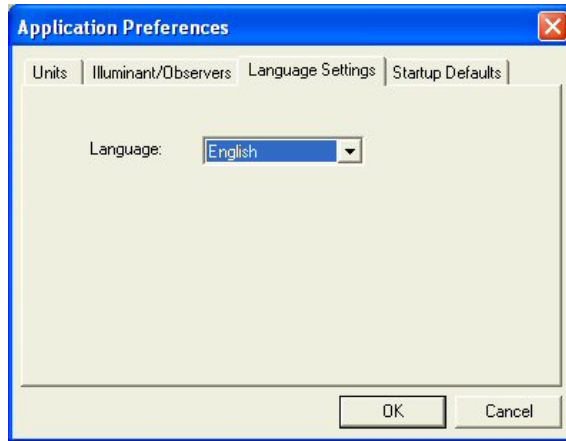 Application Preferences
Units Illuminant/Observers Language Settings Startup Defaults
Language: English
OK Cancel